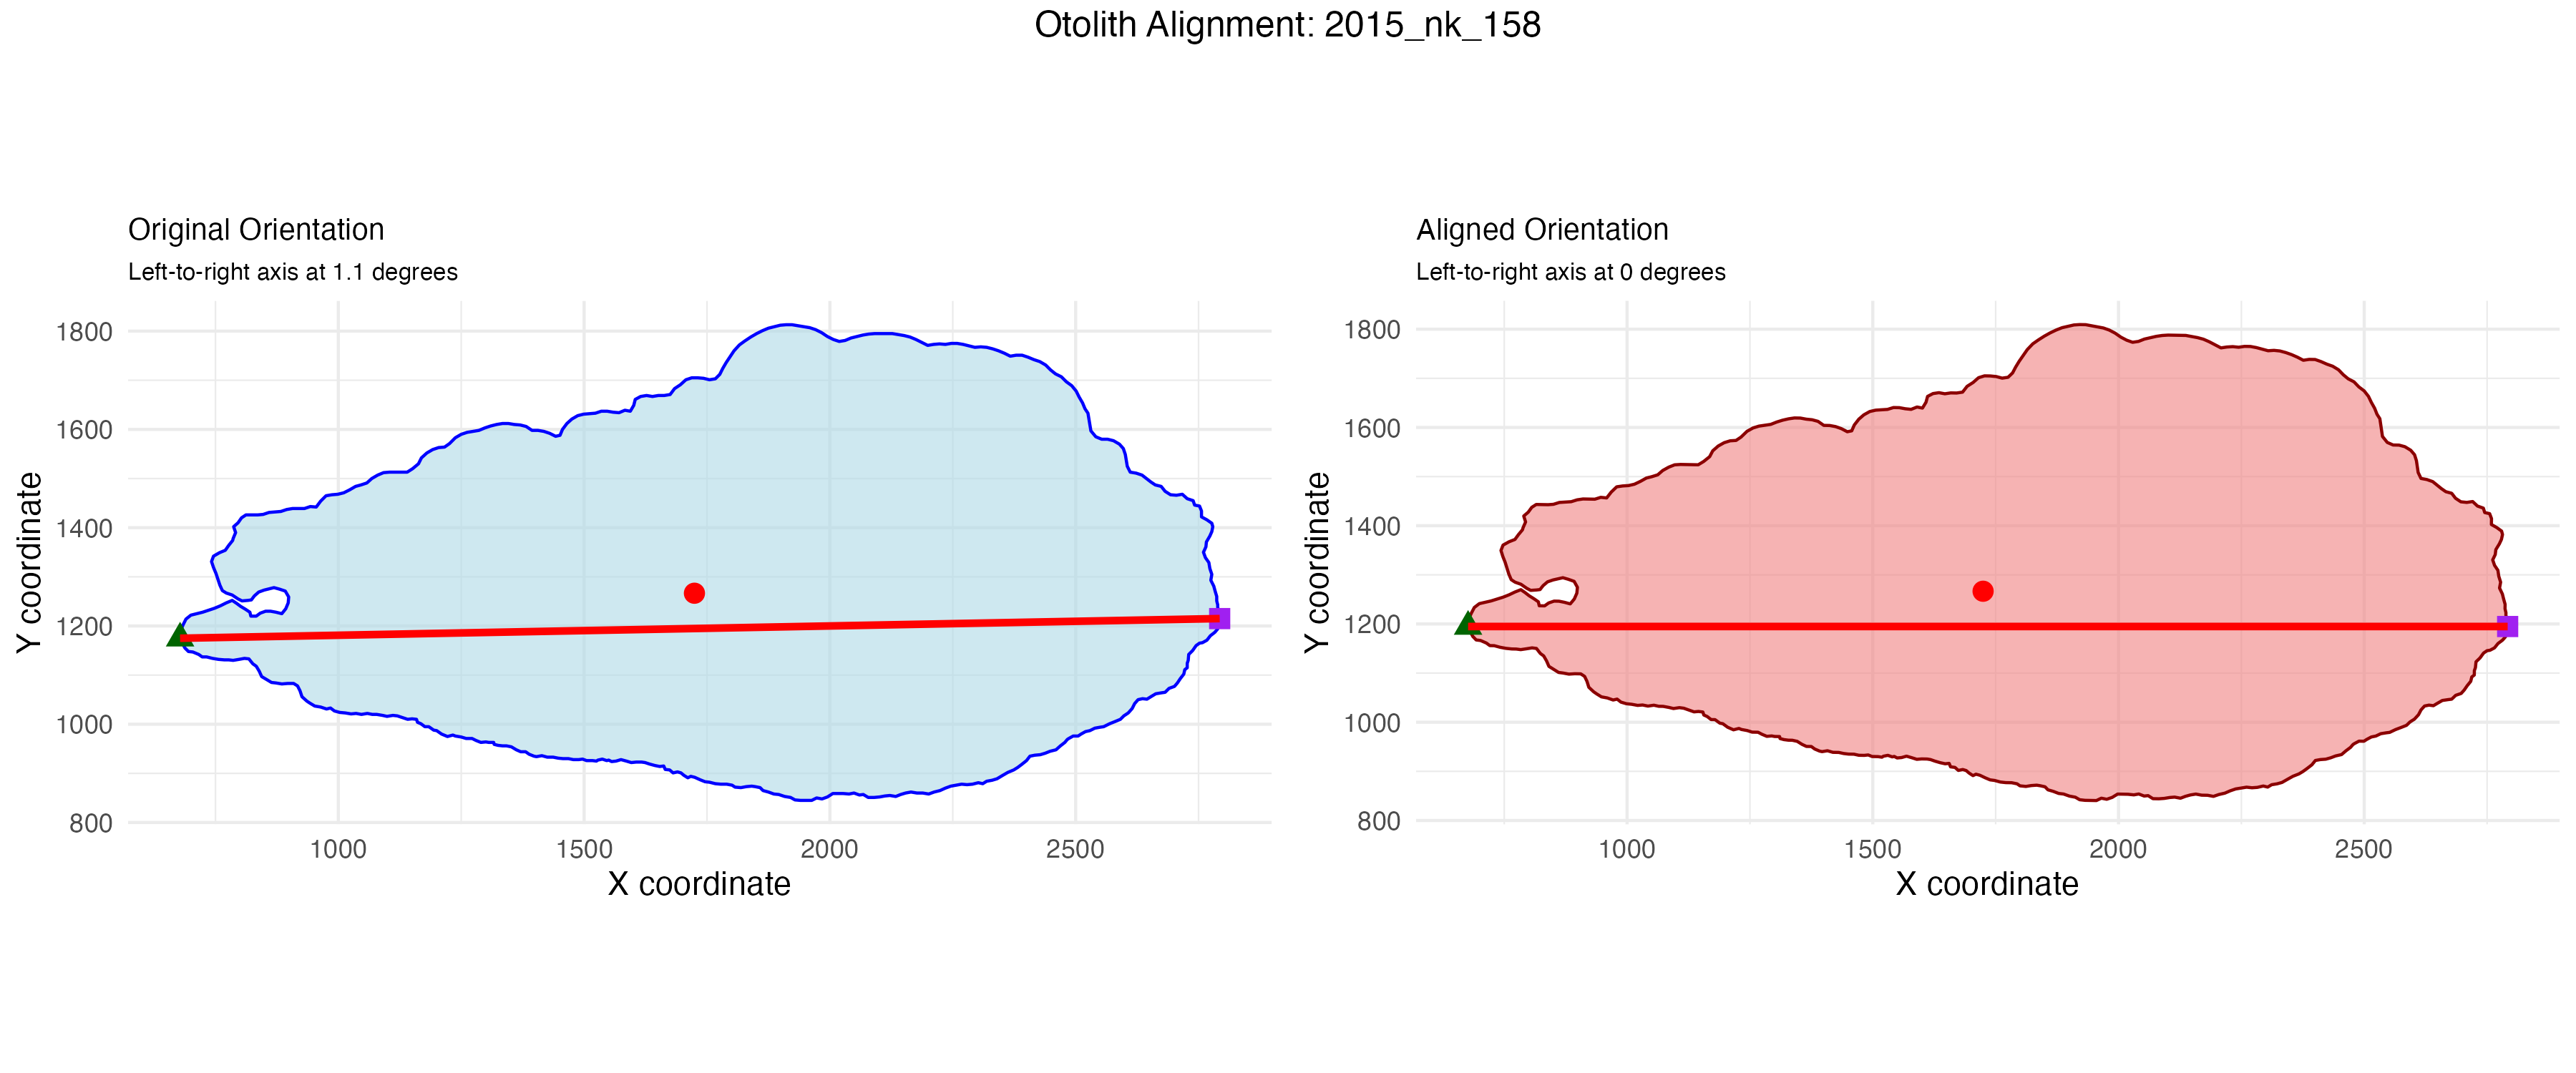 Otolith Alignment: 2015_nk_158
Original Orientation
Left-to-right axis at 1.1 degrees
1800
1600
1400
1200
1000
800
Y coordinate
1000 1500 2000 2500
X coordinate
Aligned Orientation
Left-to-right axis at 0 degrees
1800
1600
1400
1200
1000
800
Y coordinate
1000 1500 2000 2500
X coordinate